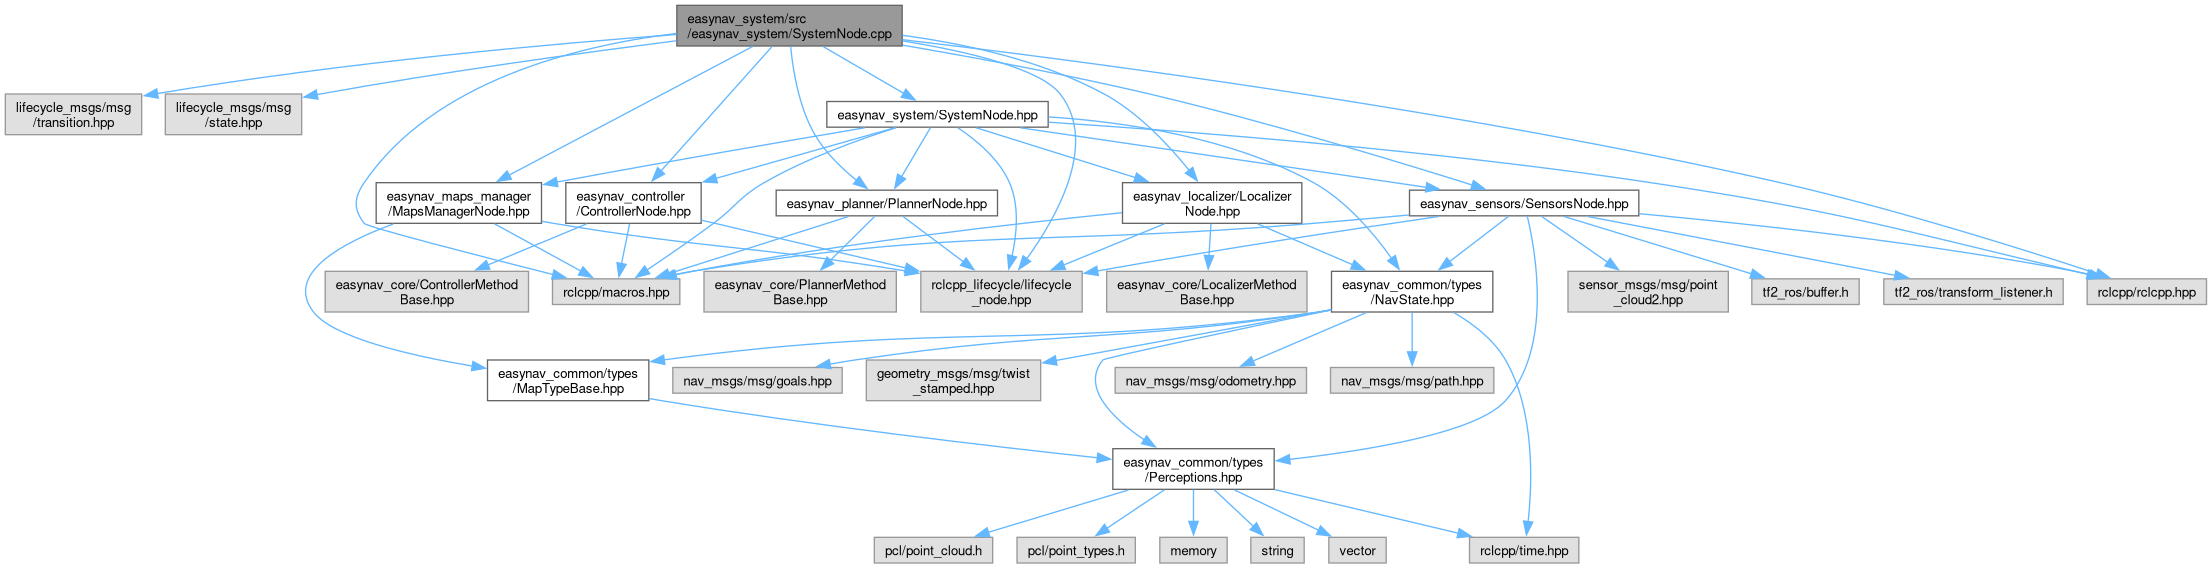 easynav_system/src
/easynav_system/SystemNode.cpp
lifecycle_msgs/msg
/transition.hpp
lifecycle_msgs/msg
/state.hpp
easynav_system/SystemNode.hpp
easynav_maps_manager
/MapsManagerNode.hpp
easynav_controller
/ControllerNode.hpp
easynav_planner/PlannerNode.hpp
easynav_localizer/Localizer
Node.hpp
easynav_sensors/SensorsNode.hpp
easynav_core/ControllerMethod
Base.hpp
rclcpp/macros.hpp
easynav_core/PlannerMethod
Base.hpp
rclcpp_lifecycle/lifecycle
_node.hpp
easynav_core/LocalizerMethod
Base.hpp
easynav_common/types
/NavState.hpp
sensor_msgs/msg/point
_cloud2.hpp
tf2_ros/buffer.h
tf2_ros/transform_listener.h
rclcpp/rclcpp.hpp
easynav_common/types
/MapTypeBase.hpp
nav_msgs/msg/goals.hpp
geometry_msgs/msg/twist
_stamped.hpp
nav_msgs/msg/odometry.hpp
nav_msgs/msg/path.hpp
easynav_common/types
/Perceptions.hpp
pcl/point_cloud.h
pcl/point_types.h
memory
string
vector
rclcpp/time.hpp